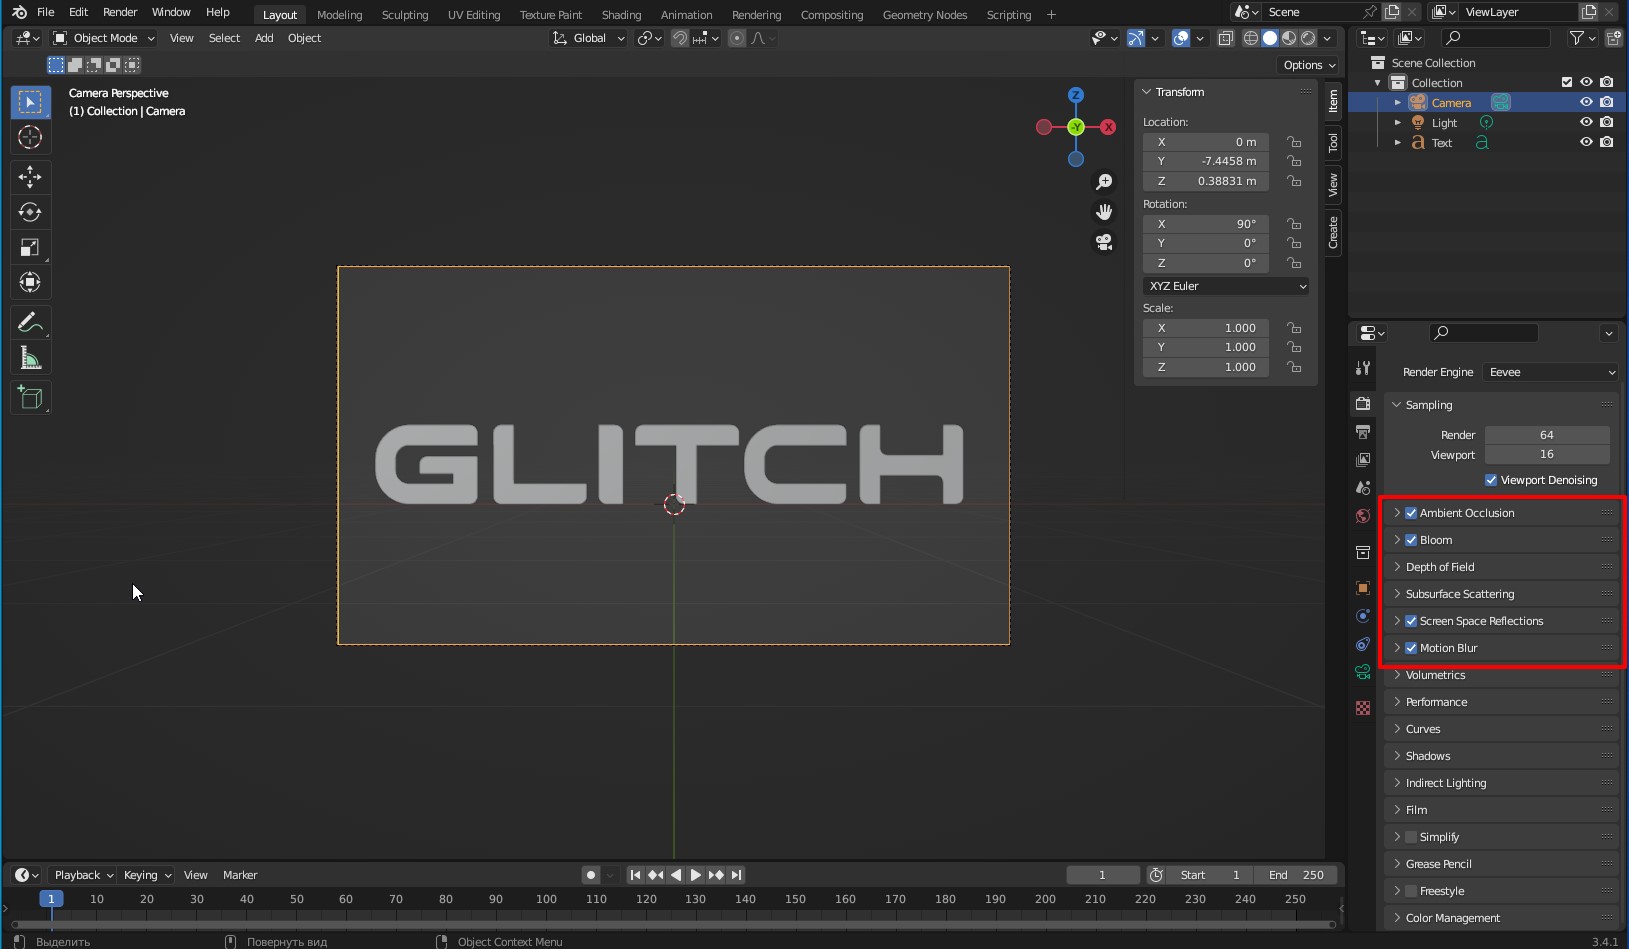 File Edit Render Window Help Layout Modeling Sculpting UV Editing Texture Paint Shading Animation Rendering Compositing Geometry Nodes Scripting + Scene ViewLayer
Object Mode View Select Add Object Global
Options
Camera Perspective
(1) Collection | Camera
Z
-Y
X
GLITCH
Transform
Location:
X 0 m
Y -7.4458 m
Z 0.38831 m
Rotation:
X 90°
Y 0°
Z 0°
XYZ Euler
Scale:
X 1.000
Y 1.000
Z 1.000
Item
Tool
View
Create
Scene Collection
Collection
Camera
Light
Text
Render Engine Eevee
Sampling
Render 64
Viewport 16
Viewport Denoising
Ambient Occlusion
Bloom
Depth of Field
Subsurface Scattering
Screen Space Reflections
Motion Blur
Volumetrics
Performance
Curves
Shadows
Indirect Lighting
Film
Simplify
Grease Pencil
Freestyle
Color Management
Playback Keying View Marker 1 Start 1 End 250
1 10 20 30 40 50 60 70 80 90 100 110 120 130 140 150 160 170 180 190 200 210 220 230 240 250
Выделить Повернуть вид Object Context Menu 3.4.1